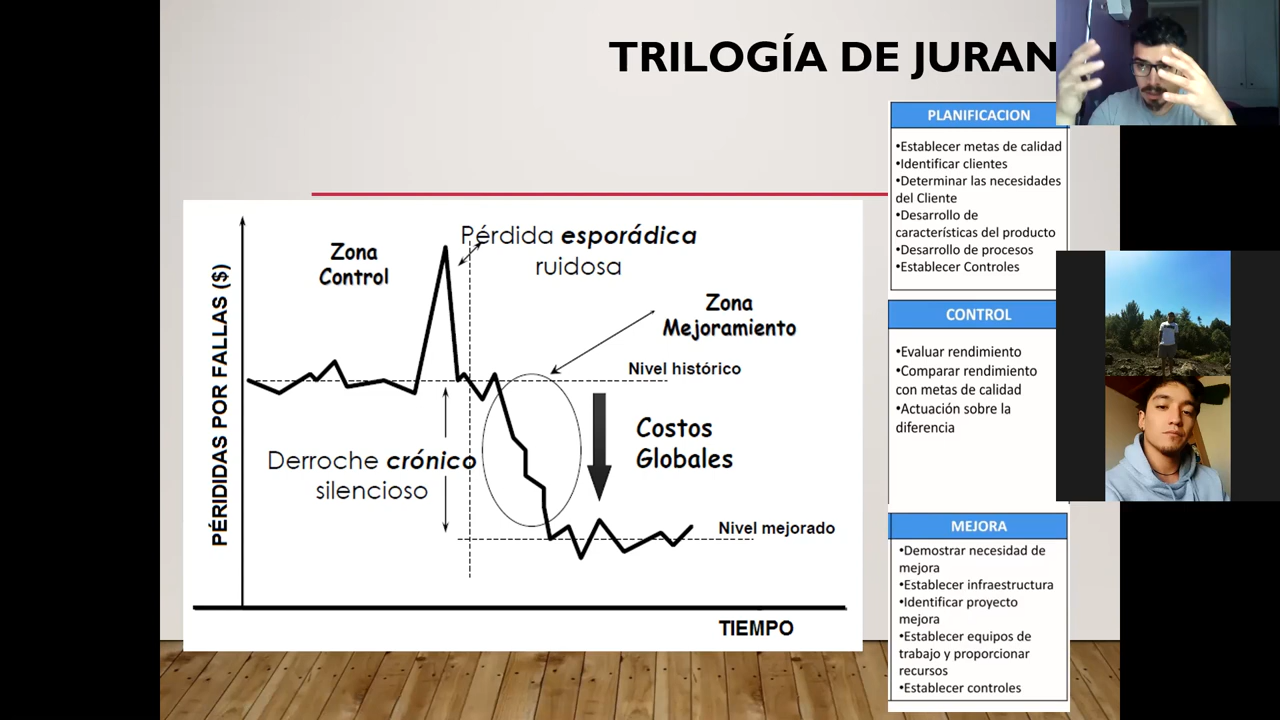 TRILOGÍA DE JURAN
PLANIFICACION
•Establecer metas de calidad
•Identificar clientes
•Determinar las necesidades
del Cliente
•Desarrollo de
características del producto
•Desarrollo de procesos
•Establecer Controles
CONTROL
•Evaluar rendimiento
•Comparar rendimiento
con metas de calidad
•Actuación sobre la
diferencia
MEJORA
•Demostrar necesidad de
mejora
•Establecer infraestructura
•Identificar proyecto
mejora
•Establecer equipos de
trabajo y proporcionar
recursos
•Establecer controles
PÉRIDIDAS POR FALLAS ($)
Zona
Control
Pérdida esporádica
ruidosa
Zona
Mejoramiento
Nivel histórico
Costos
Globales
Derroche crónico
silencioso
Nivel mejorado
TIEMPO